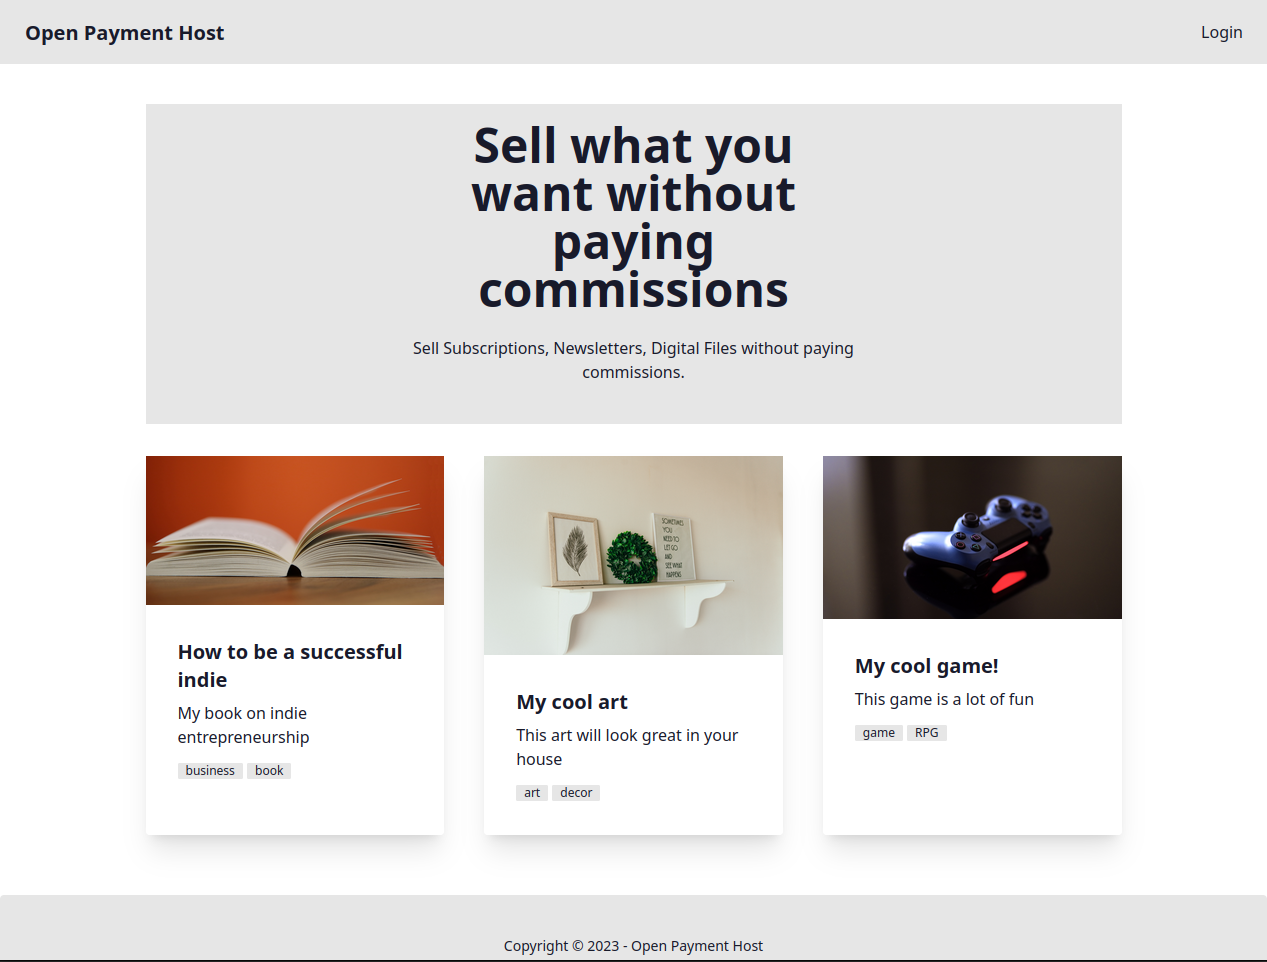 Open Payment Host
Login
Sell what you
want without
paying
commissions
Sell Subscriptions, Newsletters, Digital Files without paying
commissions.
SOMETIMES
YOU
NEED TO
LET GO
AND
SEE WHAT
HAPPENS
How to be a successful
indie
My book on indie
entrepreneurship
business book
My cool art
This art will look great in your
house
art decor
My cool game!
This game is a lot of fun
game RPG
Copyright © 2023 - Open Payment Host